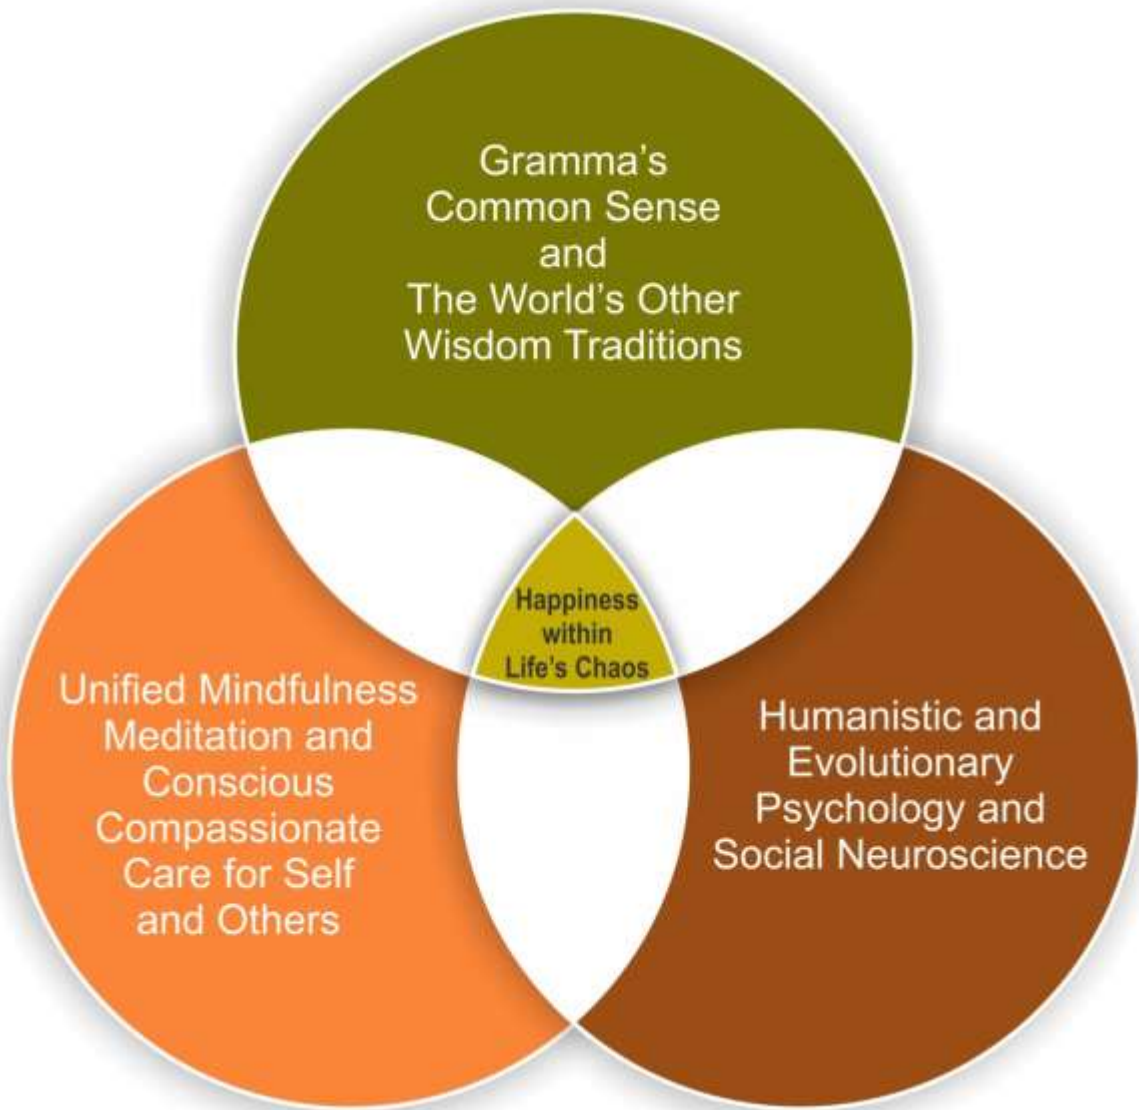 Gramma’s
Common Sense
and
The World’s Other
Wisdom Traditions
Happiness
within
Life’s Chaos
Unified Mindfulness
Meditation and
Conscious
Compassionate
Care for Self
and Others
Humanistic and
Evolutionary
Psychology and
Social Neuroscience